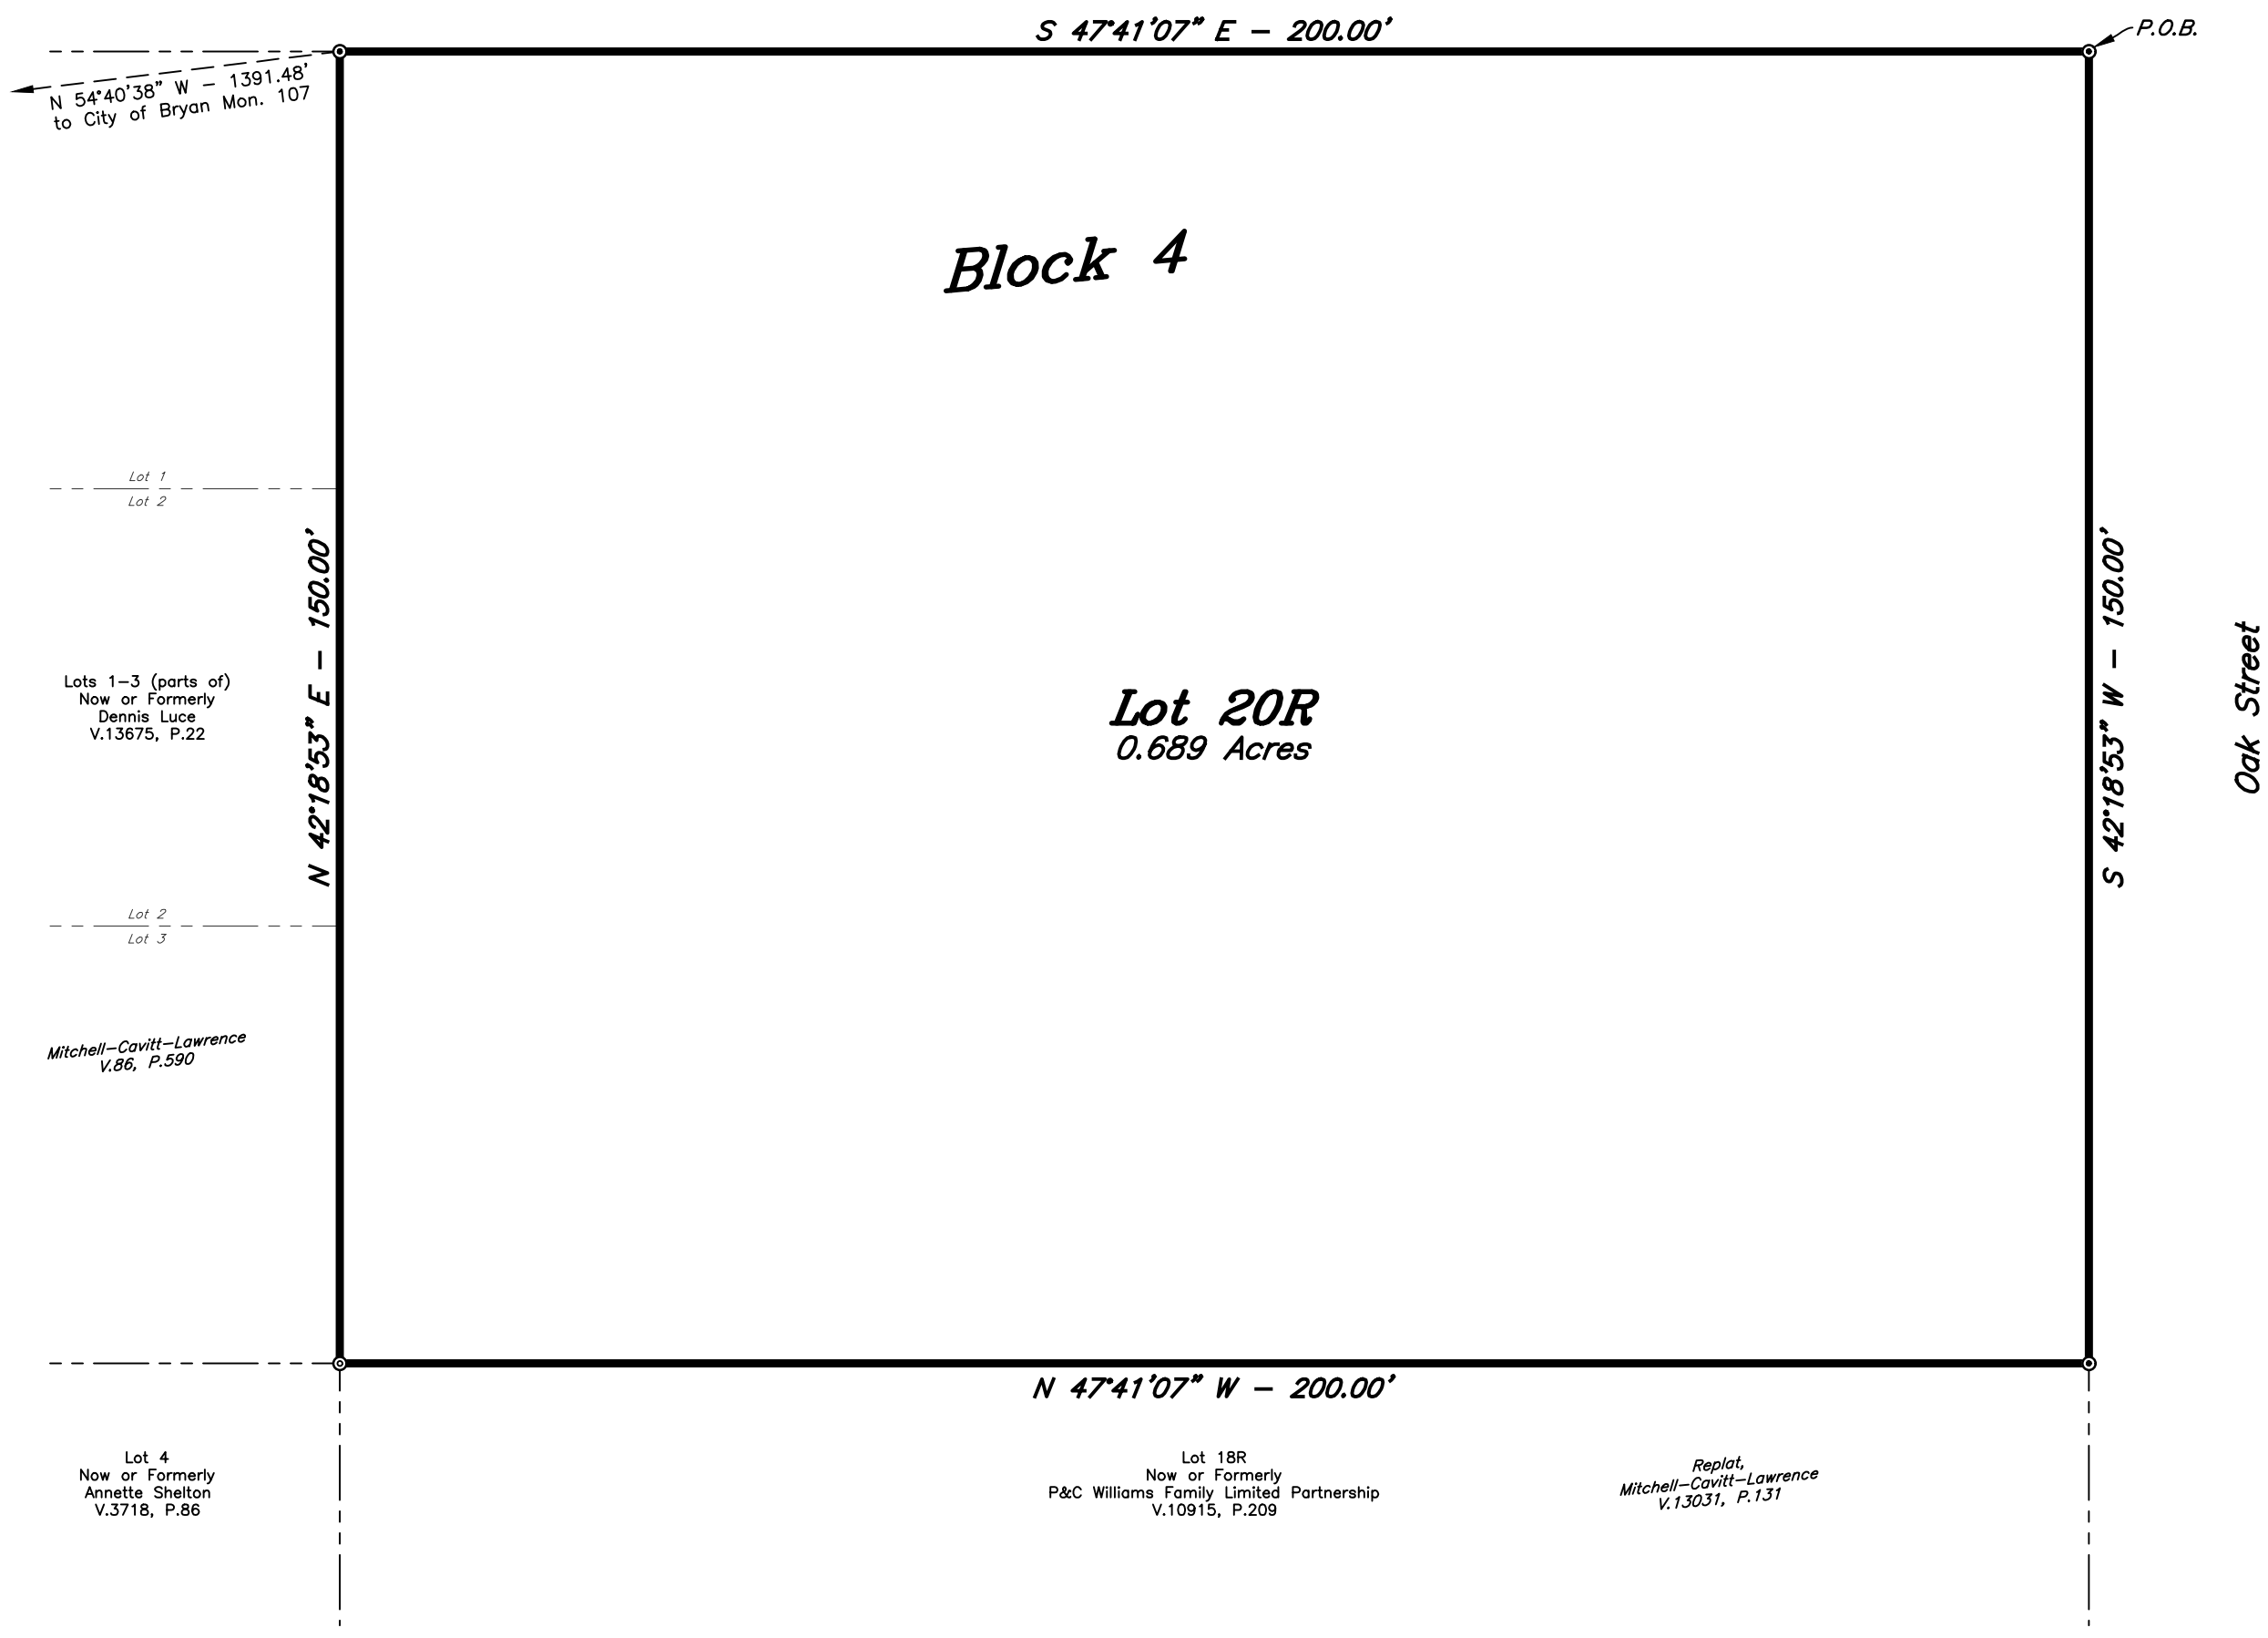 S 47°41'07" E - 200.00'
P.O.B.
N 54°40'38" W - 1391.48'
to City of Bryan Mon. 107
Block 4
Lot 1
Lot 2
N 42°18'53" E - 150.00'
S 42°18'53" W - 150.00'
Oak Street
Lots 1-3 (parts of)
Now or Formerly
Dennis Luce
V.13675, P.22
Lot 20R
0.689 Acres
Lot 2
Lot 3
Mitchell-Cavitt-Lawrence
V.86, P.590
N 47°41'07" W - 200.00'
Lot 4
Now or Formerly
Annette Shelton
V.3718, P.86
Lot 18R
Now or Formerly
P&C Williams Family Limited Partnership
V.10915, P.209
Replat,
Mitchell-Cavitt-Lawrence
V.13031, P.131